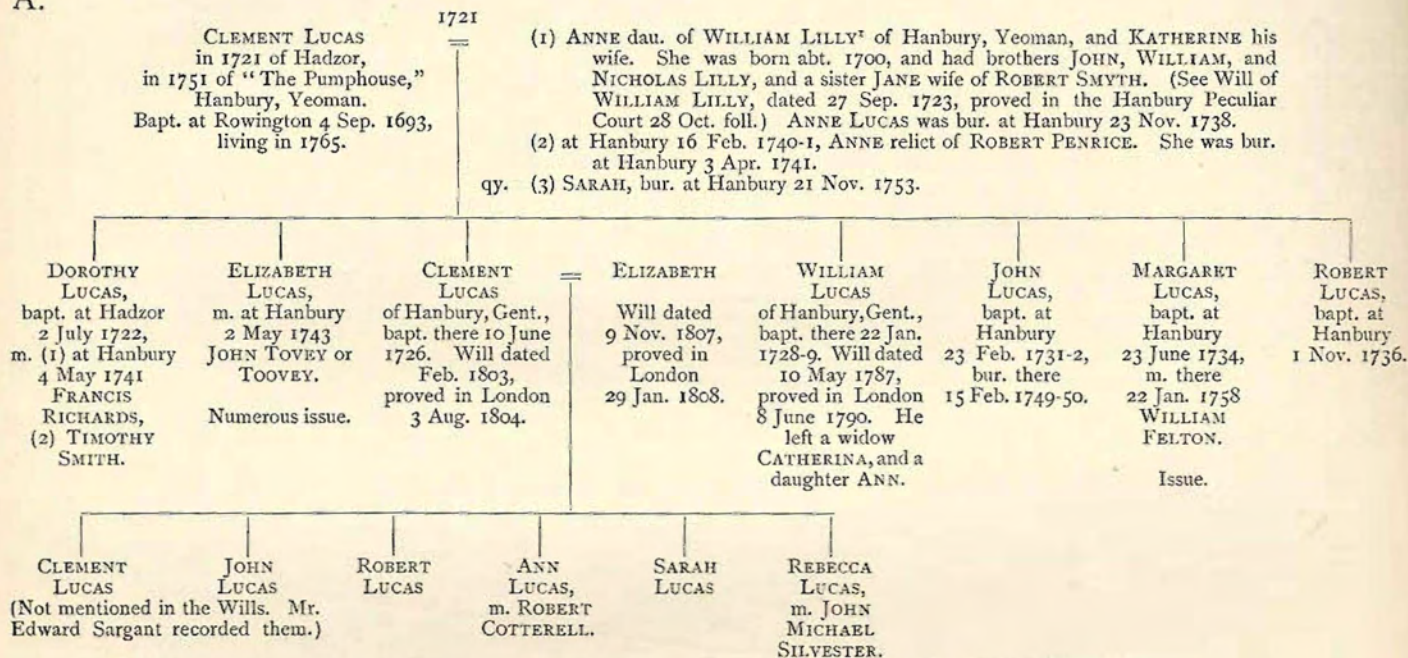 A.
1721
CLEMENT LUCAS
in 1721 of Hadzor,
in 1751 of "The Pumphouse,"
Hanbury, Yeoman.
Bapt. at Rowington 4 Sep. 1693,
living in 1765.
=
(1) ANNE dau. of WILLIAM LILLY¹ of Hanbury, Yeoman, and KATHERINE his
wife. She was born abt. 1700, and had brothers JOHN, WILLIAM, and
NICHOLAS LILLY, and a sister JANE wife of ROBERT SMYTH. (See Will of
WILLIAM LILLY, dated 27 Sep. 1723, proved in the Hanbury Peculiar
Court 28 Oct. foll.) ANNE LUCAS was bur. at Hanbury 23 Nov. 1738.
(2) at Hanbury 16 Feb. 1740-1, ANNE relict of ROBERT PENRICE. She was bur.
at Hanbury 3 Apr. 1741.
qy. (3) SARAH, bur. at Hanbury 21 Nov. 1753.
DOROTHY
LUCAS,
bapt. at Hadzor
2 July 1722,
m. (1) at Hanbury
4 May 1741
FRANCIS
RICHARDS,
(2) TIMOTHY
SMITH.
ELIZABETH
LUCAS,
m. at Hanbury
2 May 1743
JOHN TOVEY or
TOOVEY.
Numerous issue.
CLEMENT
LUCAS
of Hanbury, Gent.,
bapt. there 10 June
1726. Will dated
Feb. 1803,
proved in London
3 Aug. 1804.
=
ELIZABETH
Will dated
9 Nov. 1807,
proved in
London
29 Jan. 1808.
WILLIAM
LUCAS
of Hanbury, Gent.,
bapt. there 22 Jan.
1728-9. Will dated
10 May 1787,
proved in London
8 June 1790. He
left a widow
CATHERINA, and a
daughter ANN.
JOHN
LUCAS,
bapt. at
Hanbury
23 Feb. 1731-2,
bur. there
15 Feb. 1749-50.
MARGARET
LUCAS,
bapt. at
Hanbury
23 June 1734,
m. there
22 Jan. 1758
WILLIAM
FELTON.
Issue.
ROBERT
LUCAS,
bapt. at
Hanbury
1 Nov. 1736.
CLEMENT
LUCAS
JOHN
LUCAS
(Not mentioned in the Wills. Mr.
Edward Sargant recorded them.)
ROBERT
LUCAS
ANN
LUCAS,
m. ROBERT
COTTERELL.
SARAH
LUCAS
REBECCA
LUCAS,
m. JOHN
MICHAEL
SILVESTER.